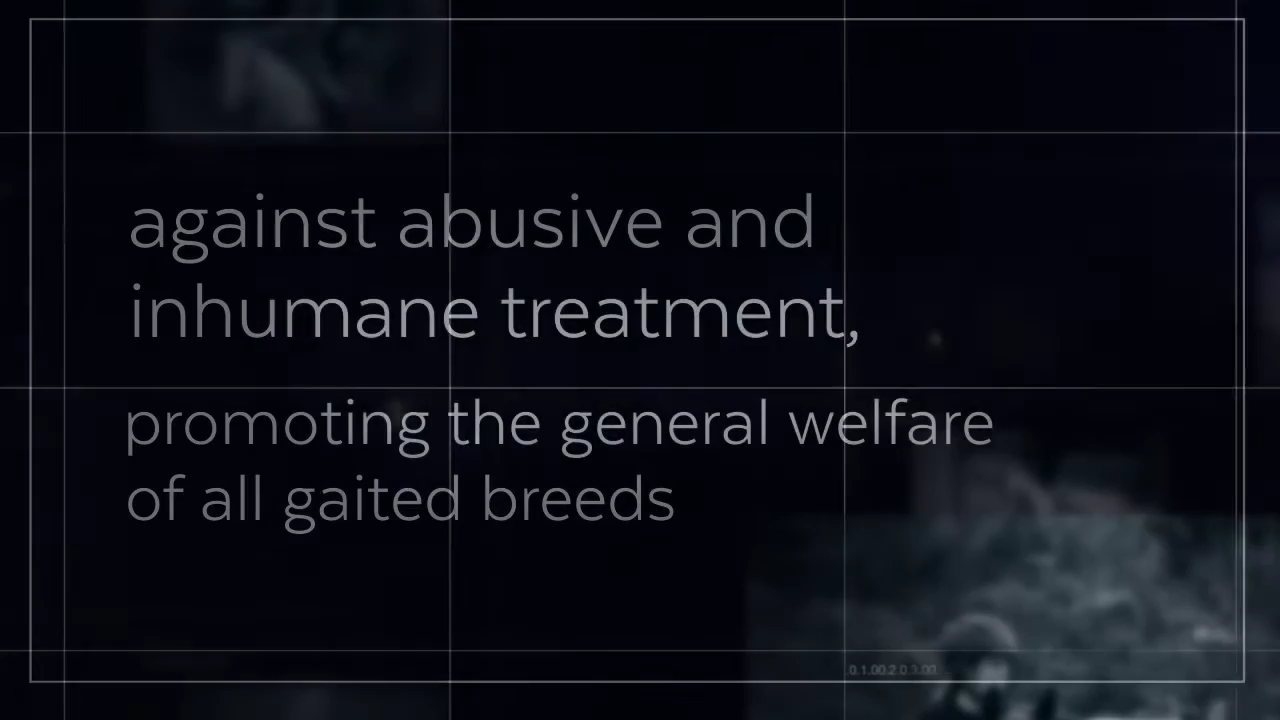 against abusive and
inhumane treatment,
promoting the general welfare
of all gaited breeds